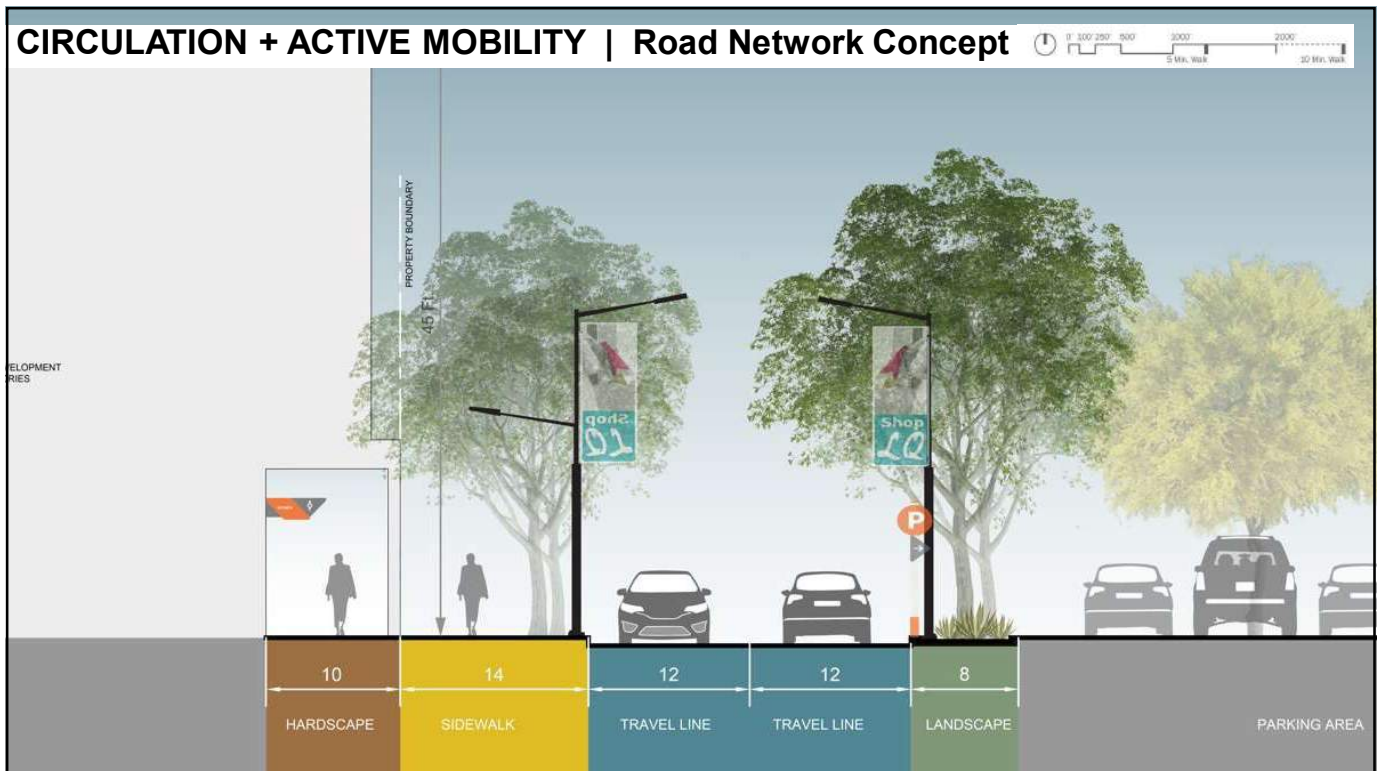 CIRCULATION + ACTIVE MOBILITY | Road Network Concept
0' 100' 250' 500' 1000' 2000'
5 Min. Walk 10 Min. Walk
PROPERTY BOUNDARY
45 Ft.
VELOPMENT
RIES
Shop
LQ
Shop
LQ
P
10 14 12 12 8
HARDSCAPE SIDEWALK TRAVEL LINE TRAVEL LINE LANDSCAPE PARKING AREA